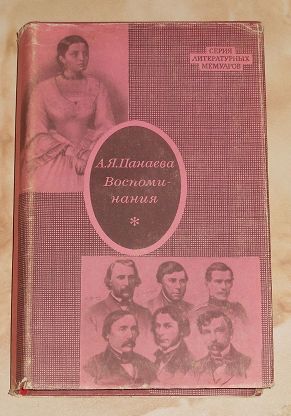 СЕРИЯ
ЛИТЕРАТУРНЫХ
МЕМУАРОВ
А.Я.Панаева
Воспоми-
нания